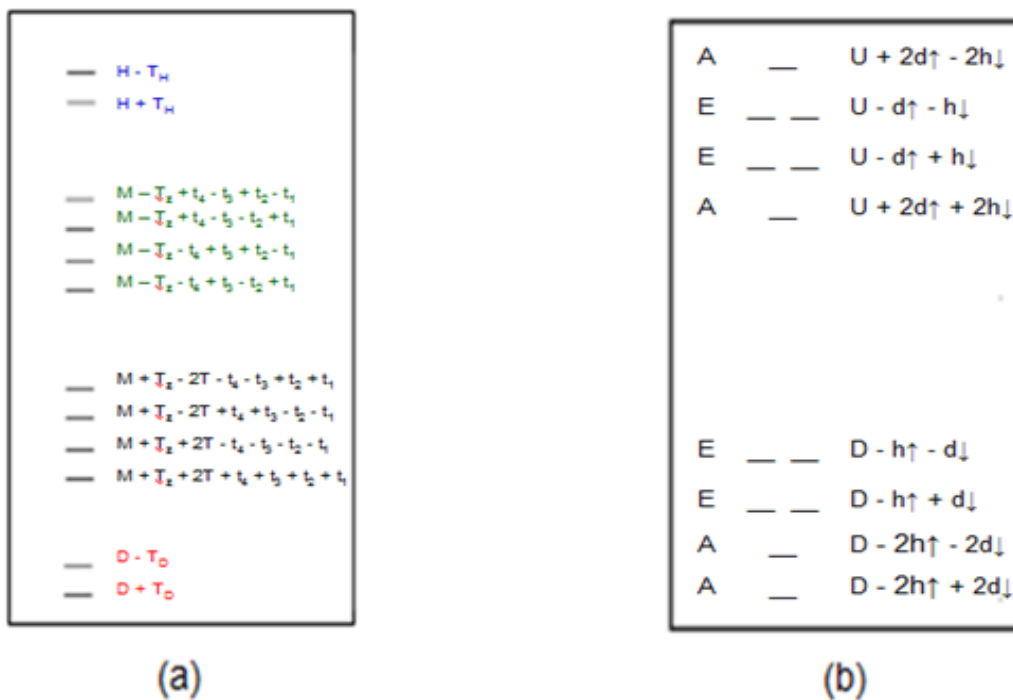 H - T_H
H + T_H
M – T_z + t_4 - t_3 + t_2 - t_1
M – T_z + t_4 - t_3 - t_2 + t_1
M – T_z - t_4 + t_3 + t_2 - t_1
M – T_z - t_4 + t_3 - t_2 + t_1
M + T_z - 2T - t_4 - t_3 + t_2 + t_1
M + T_z - 2T + t_4 + t_3 - t_2 - t_1
M + T_z + 2T - t_4 - t_3 - t_2 - t_1
M + T_z + 2T + t_4 + t_3 + t_2 + t_1
D - T_D
D + T_D
(a)
A U + 2d↑ - 2h↓
E U - d↑ - h↓
E U - d↑ + h↓
A U + 2d↑ + 2h↓
E D - h↑ - d↓
E D - h↑ + d↓
A D - 2h↑ - 2d↓
A D - 2h↑ + 2d↓
(b)